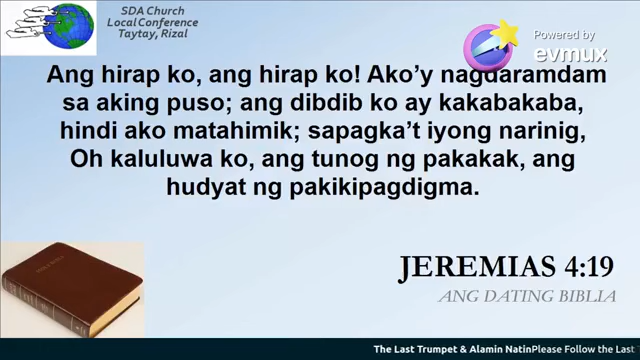 SDA Church
Local Conference
Taytay, Rizal
Powered by
evmux
Ang hirap ko, ang hirap ko! Ako'y nagdaramdam
sa aking puso; ang dibdib ko ay kakabakaba,
hindi ako matahimik; sapagka't iyong narinig,
Oh kaluluwa ko, ang tunog ng pakakak, ang
hudyat ng pakikipagdigma.
JEREMIAS 4:19
ANG DATING BIBLIA
The Last Trumpet & Alamin NatinPlease Follow the Last